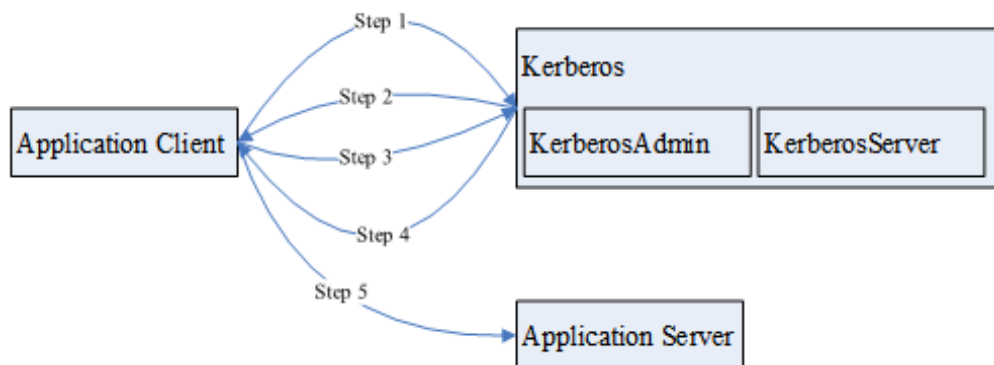 Step 1
Kerberos
Step 2
Application Client
KerberosAdmin
KerberosServer
Step 3
Step 4
Step 5
Application Server